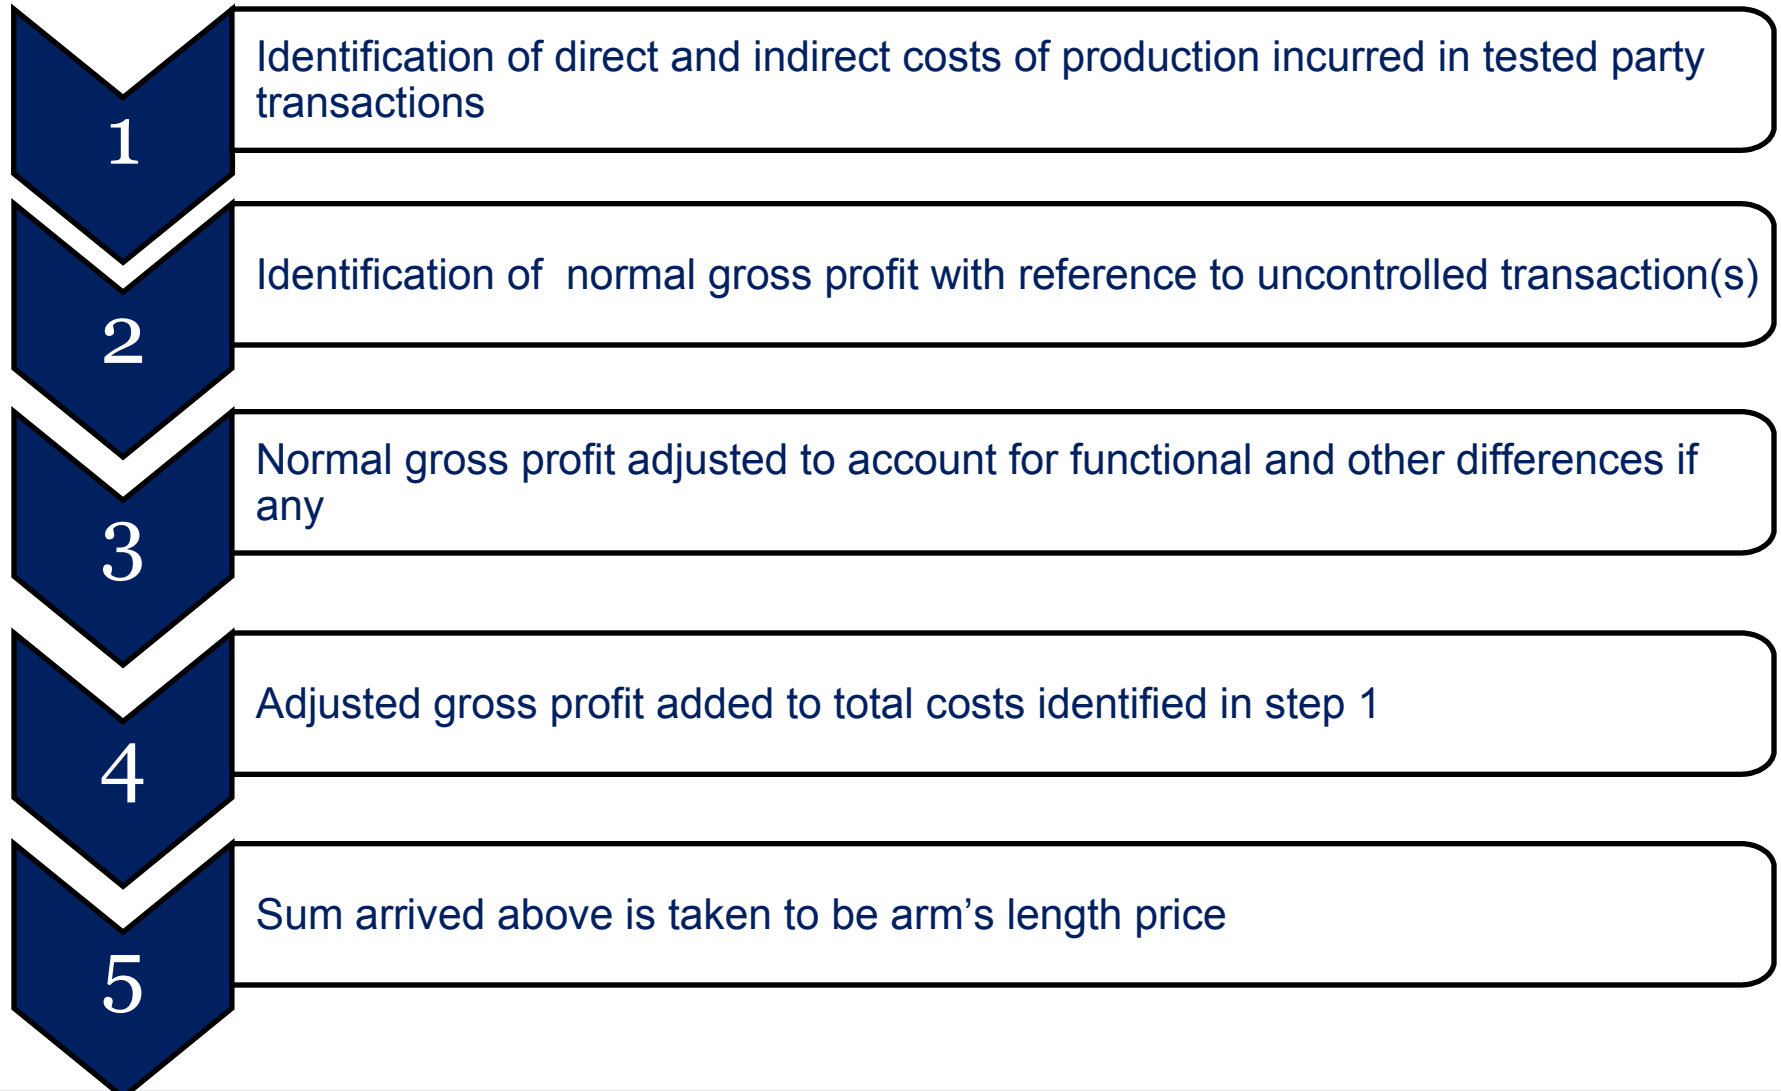 1
Identification of direct and indirect costs of production incurred in tested party
transactions
2
Identification of  normal gross profit with reference to uncontrolled transaction(s)
3
Normal gross profit adjusted to account for functional and other differences if
any
4
Adjusted gross profit added to total costs identified in step 1
5
Sum arrived above is taken to be arm’s length price